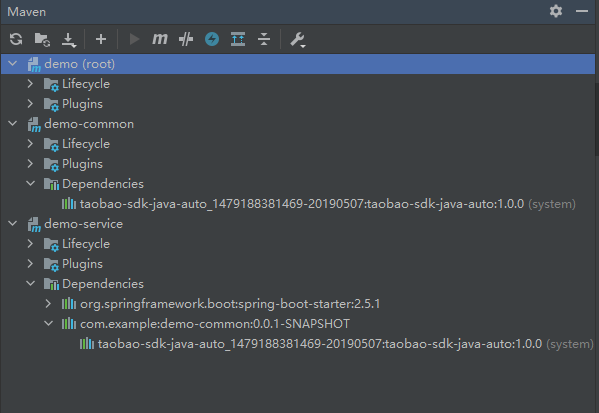 Maven
demo (root)
Lifecycle
Plugins
demo-common
Lifecycle
Plugins
Dependencies
taobao-sdk-java-auto_1479188381469-20190507:taobao-sdk-java-auto:1.0.0 (system)
demo-service
Lifecycle
Plugins
Dependencies
org.springframework.boot:spring-boot-starter:2.5.1
com.example:demo-common:0.0.1-SNAPSHOT
taobao-sdk-java-auto_1479188381469-20190507:taobao-sdk-java-auto:1.0.0 (system)